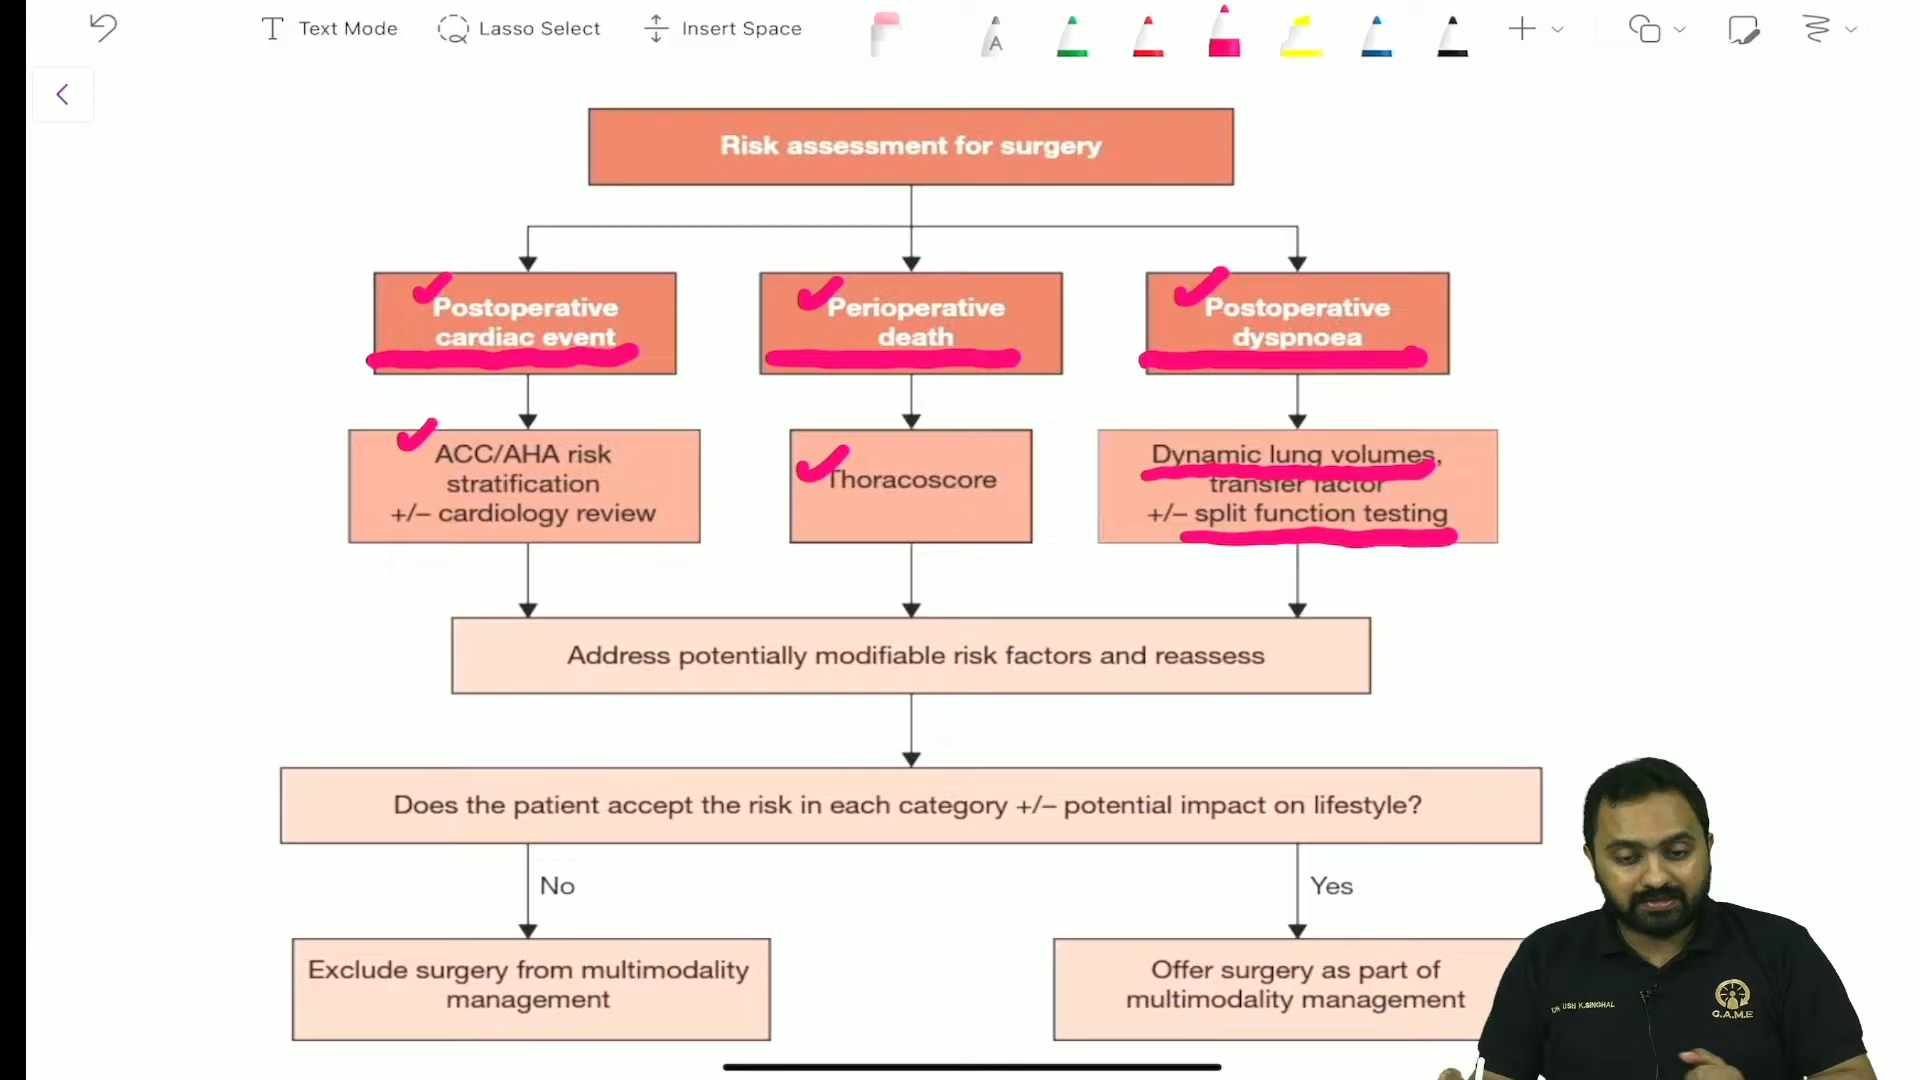 Text Mode
Lasso Select
Insert Space
A
Risk assessment for surgery
Postoperative
cardiac event
Perioperative
death
Postoperative
dyspnoea
ACC/AHA risk
stratification
+/– cardiology review
Thoracoscore
Dynamic lung volumes,
transfer factor
+/– split function testing
Address potentially modifiable risk factors and reassess
Does the patient accept the risk in each category +/– potential impact on lifestyle?
No
Yes
Exclude surgery from multimodality
management
Offer surgery as part of
multimodality management
K.SINGHAL
G.A.M.E